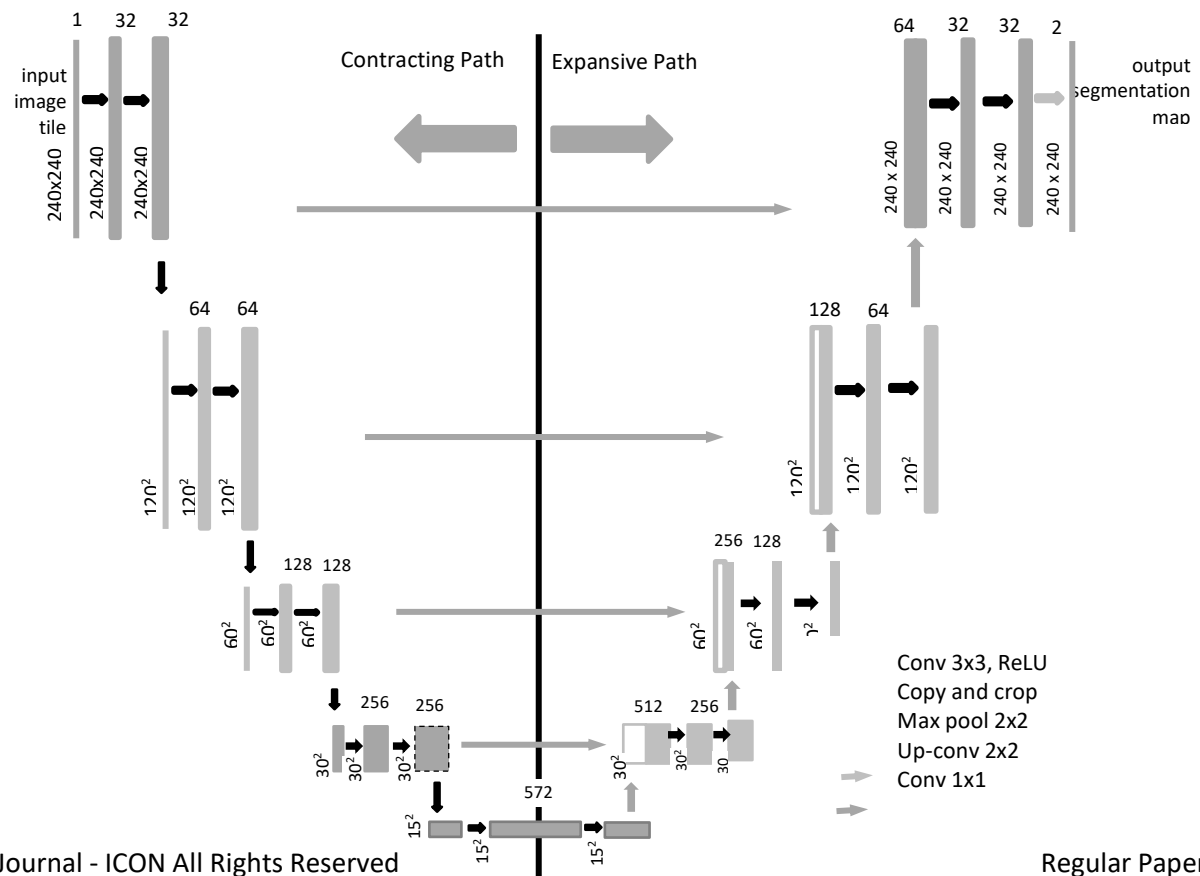 1
32
32
input
image
tile
240x240
240x240
240x240
Contracting Path
Expansive Path
64
32
32
2
output
segmentation
map
240 x 240
240 x 240
240 x 240
240 x 240
64
64
120²
120²
120²
128
64
120²
120²
120²
128
128
60²
60²
60²
256
128
60²
60²
256
256
30²
30²
30²
512
256
30²
30²
30
572
15²
15²
15²
Conv 3x3, ReLU
Copy and crop
Max pool 2x2
Up-conv 2x2
Conv 1x1
Journal - ICON All Rights Reserved
Regular Paper